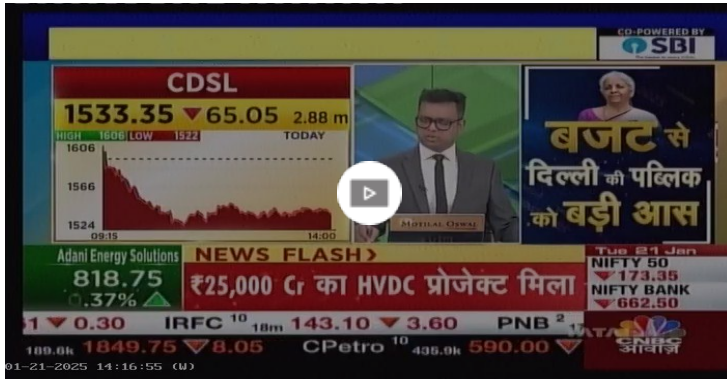 CO-POWERED BY
SBI
CDSL
1533.35 ▼ 65.05 2.88 m
HIGH 1606 LOW 1522 TODAY
1606
1566
1524
09:15 14:00
MOTILAL OSWAL
बजट से
दिल्ली की पब्लिक
को बड़ी आस
Adani Energy Solutions
818.75
.37% ▲
NEWS FLASH
₹25,000 Cr का HVDC प्रोजेक्ट मिला
Tue 21 Jan
NIFTY 50
▼173.35
NIFTY BANK
▼662.50
▼ 0.30 IRFC 10 18m 143.10 ▼ 3.60 PNB 2
189.6k 1849.75 ▼ 8.05 CPetro 10 435.9k 590.00 ▼
CNBC
आवाज़
01-21-2025 14:16:55 (W)